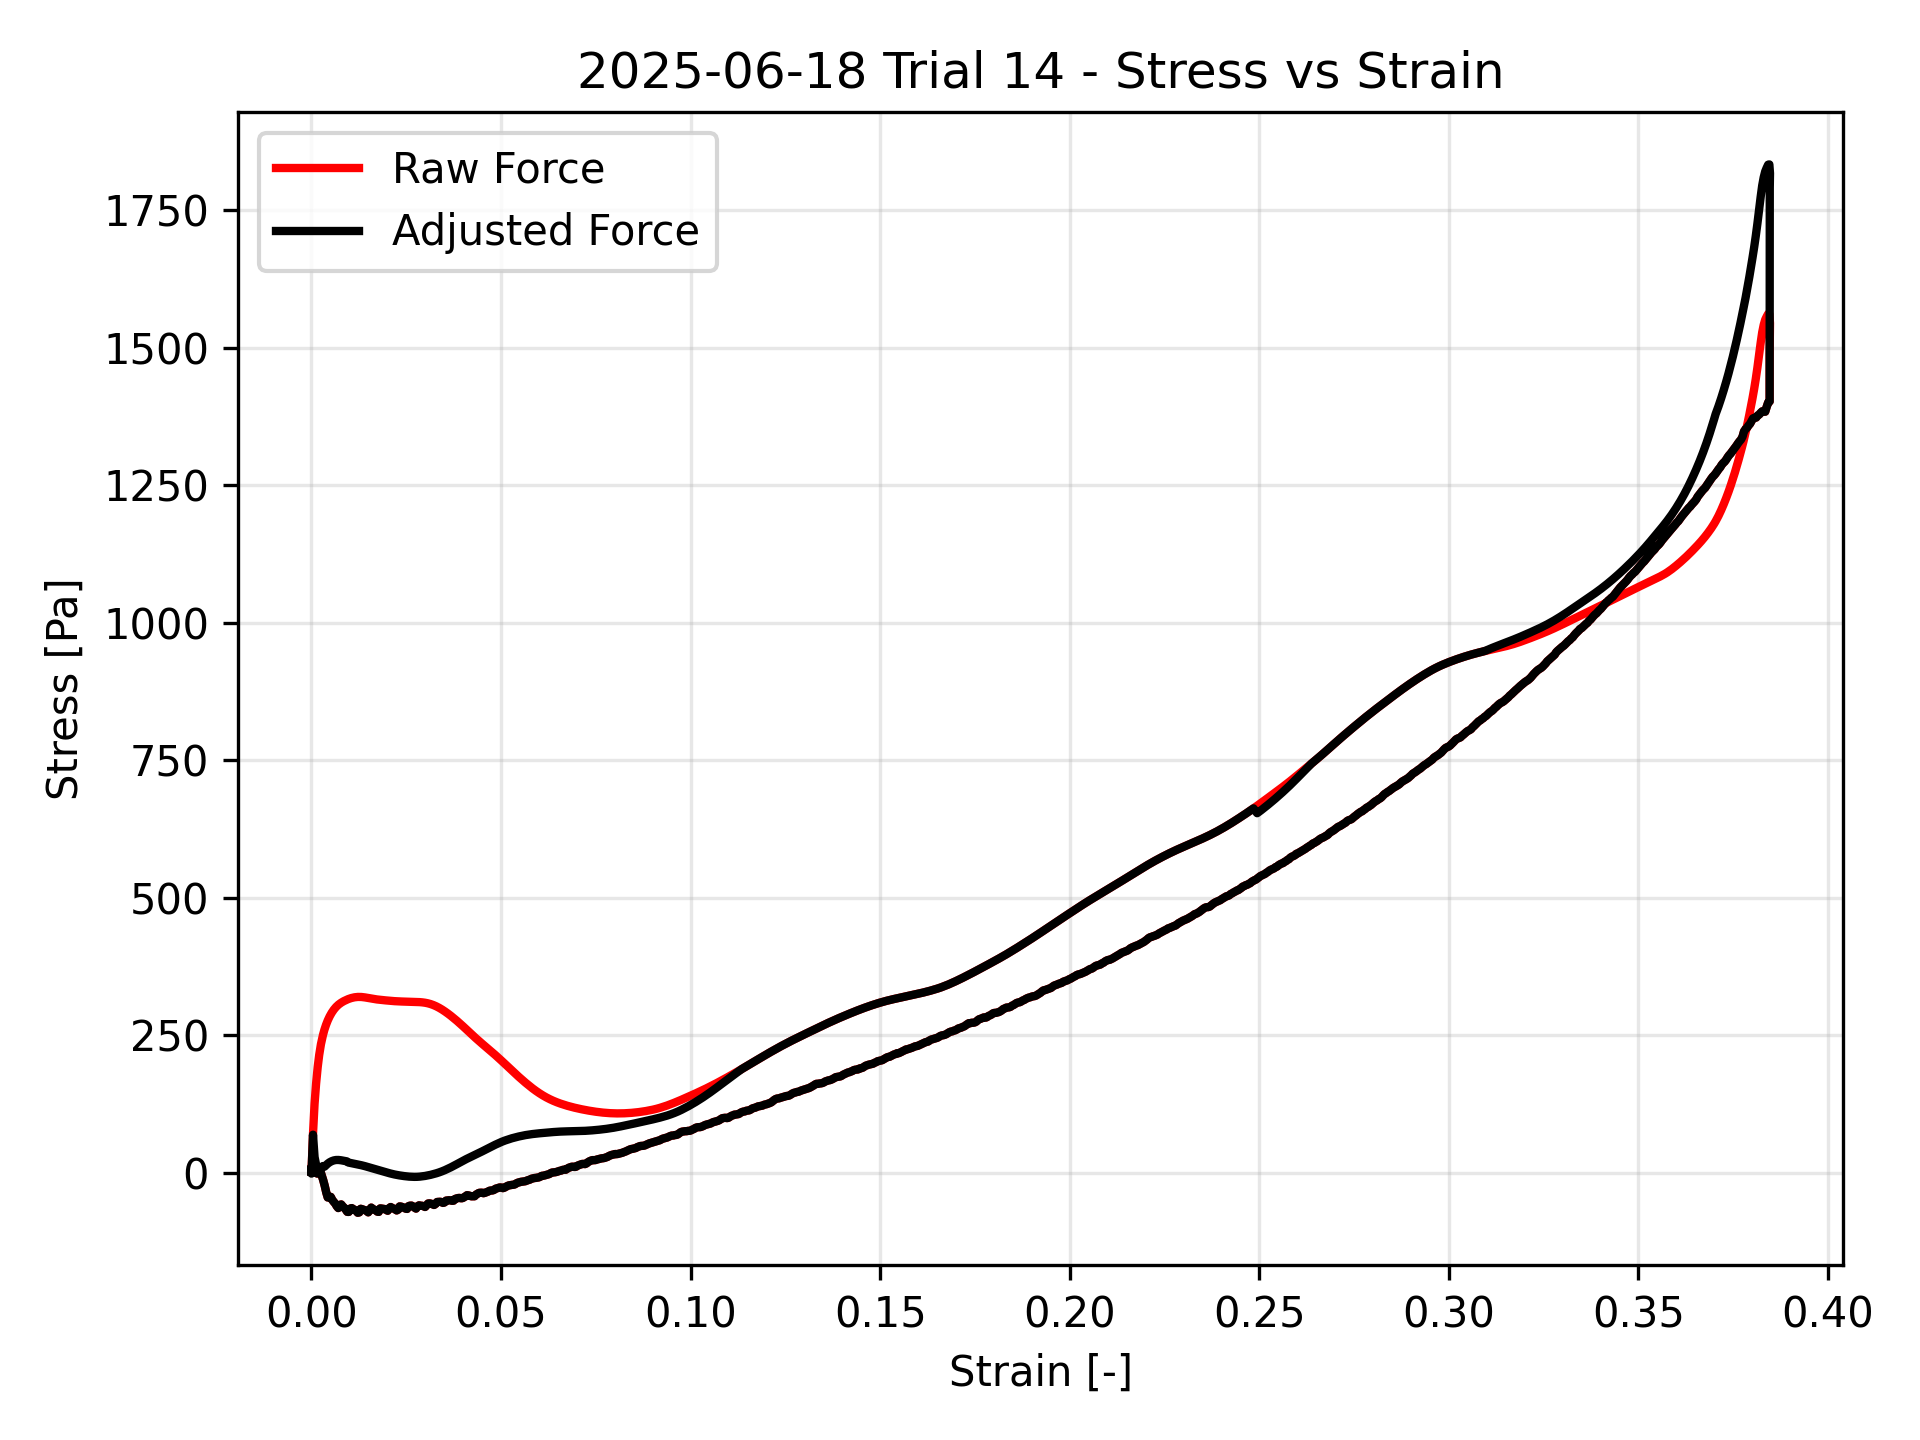 2025-06-18 Trial 14 - Stress vs Strain
Raw Force
Adjusted Force
Stress [Pa]
1750
1500
1250
1000
750
500
250
0
0.00 0.05 0.10 0.15 0.20 0.25 0.30 0.35 0.40
Strain [-]